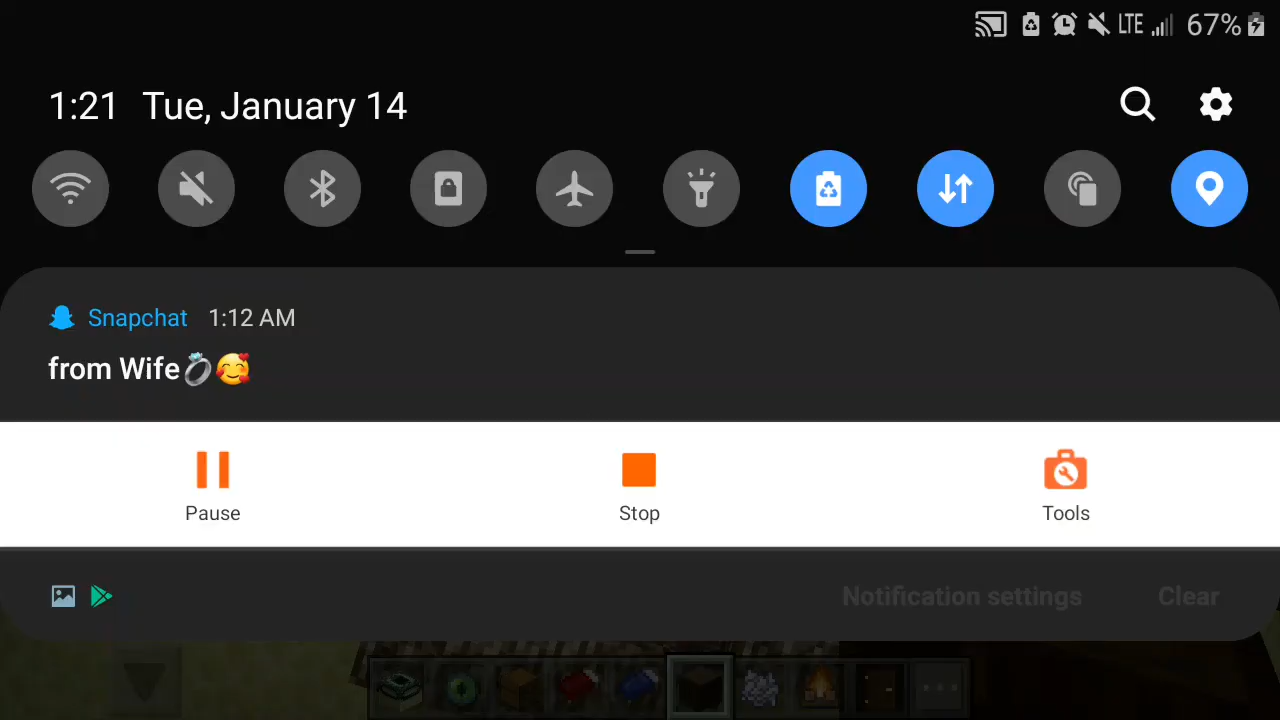 LTE 67%
1:21 Tue, January 14
Snapchat 1:12 AM
from Wife💍🥰
Pause Stop Tools
Notification settings Clear